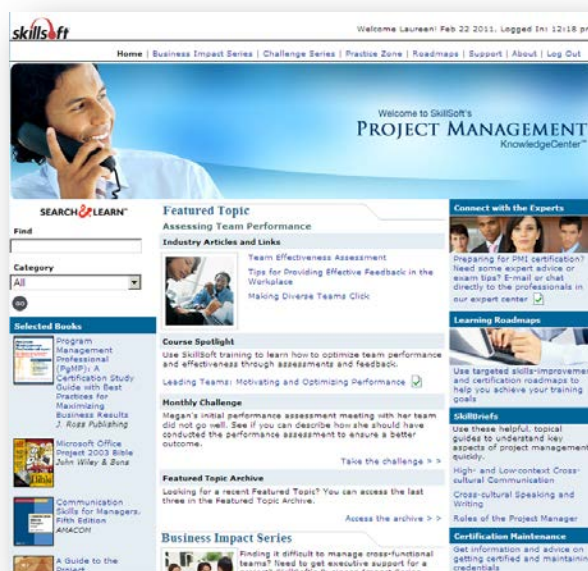 skillsoft
Welcome Laureen! Feb 22 2011. Logged In: 12:18 pm
Home | Business Impact Series | Challenge Series | Practice Zone | Roadmaps | Support | About | Log Out
Welcome to SkillSoft's
PROJECT MANAGEMENT
KnowledgeCenter™
SEARCH & LEARN™
Find
Category
All
GO
Selected Books
Program
Management
Professional
(PgMP): A
Certification Study
Guide with Best
Practices for
Maximizing
Business Results
J. Ross Publishing
Microsoft Office
Project 2003 Bible
John Wiley & Sons
Communication
Skills for Managers,
Fifth Edition
AMACOM
A Guide to the
Project
Featured Topic
Assessing Team Performance
Industry Articles and Links
Team Effectiveness Assessment
Tips for Providing Effective Feedback in the
Workplace
Making Diverse Teams Click
Course Spotlight
Use SkillSoft training to learn how to optimize team performance
and effectiveness through assessments and feedback.
Leading Teams: Motivating and Optimizing Performance
Monthly Challenge
Megan's initial performance assessment meeting with her team
did not go well. See if you can describe how she should have
conducted the performance assessment to ensure a better
outcome.
Take the challenge > >
Featured Topic Archive
Looking for a recent Featured Topic? You can access the last
three in the Featured Topic Archive.
Access the archive > >
Business Impact Series
Finding it difficult to manage cross-functional
teams? Need to get executive support for a
Connect with the Experts
Preparing for PMI certification?
Need some expert advice or
exam tips? E-mail or chat
directly to the professionals in
our expert center
Learning Roadmaps
Use targeted skills-improvemen
and certification roadmaps to
help you achieve your training
goals
SkillBriefs
Use these helpful, topical
guides to understand key
aspects of project management
quickly.
High- and Low-context Cross-
cultural Communication
Cross-cultural Speaking and
Writing
Roles of the Project Manager
Certification Maintenance
Get information and advice on
getting certified and maintainin
credentials